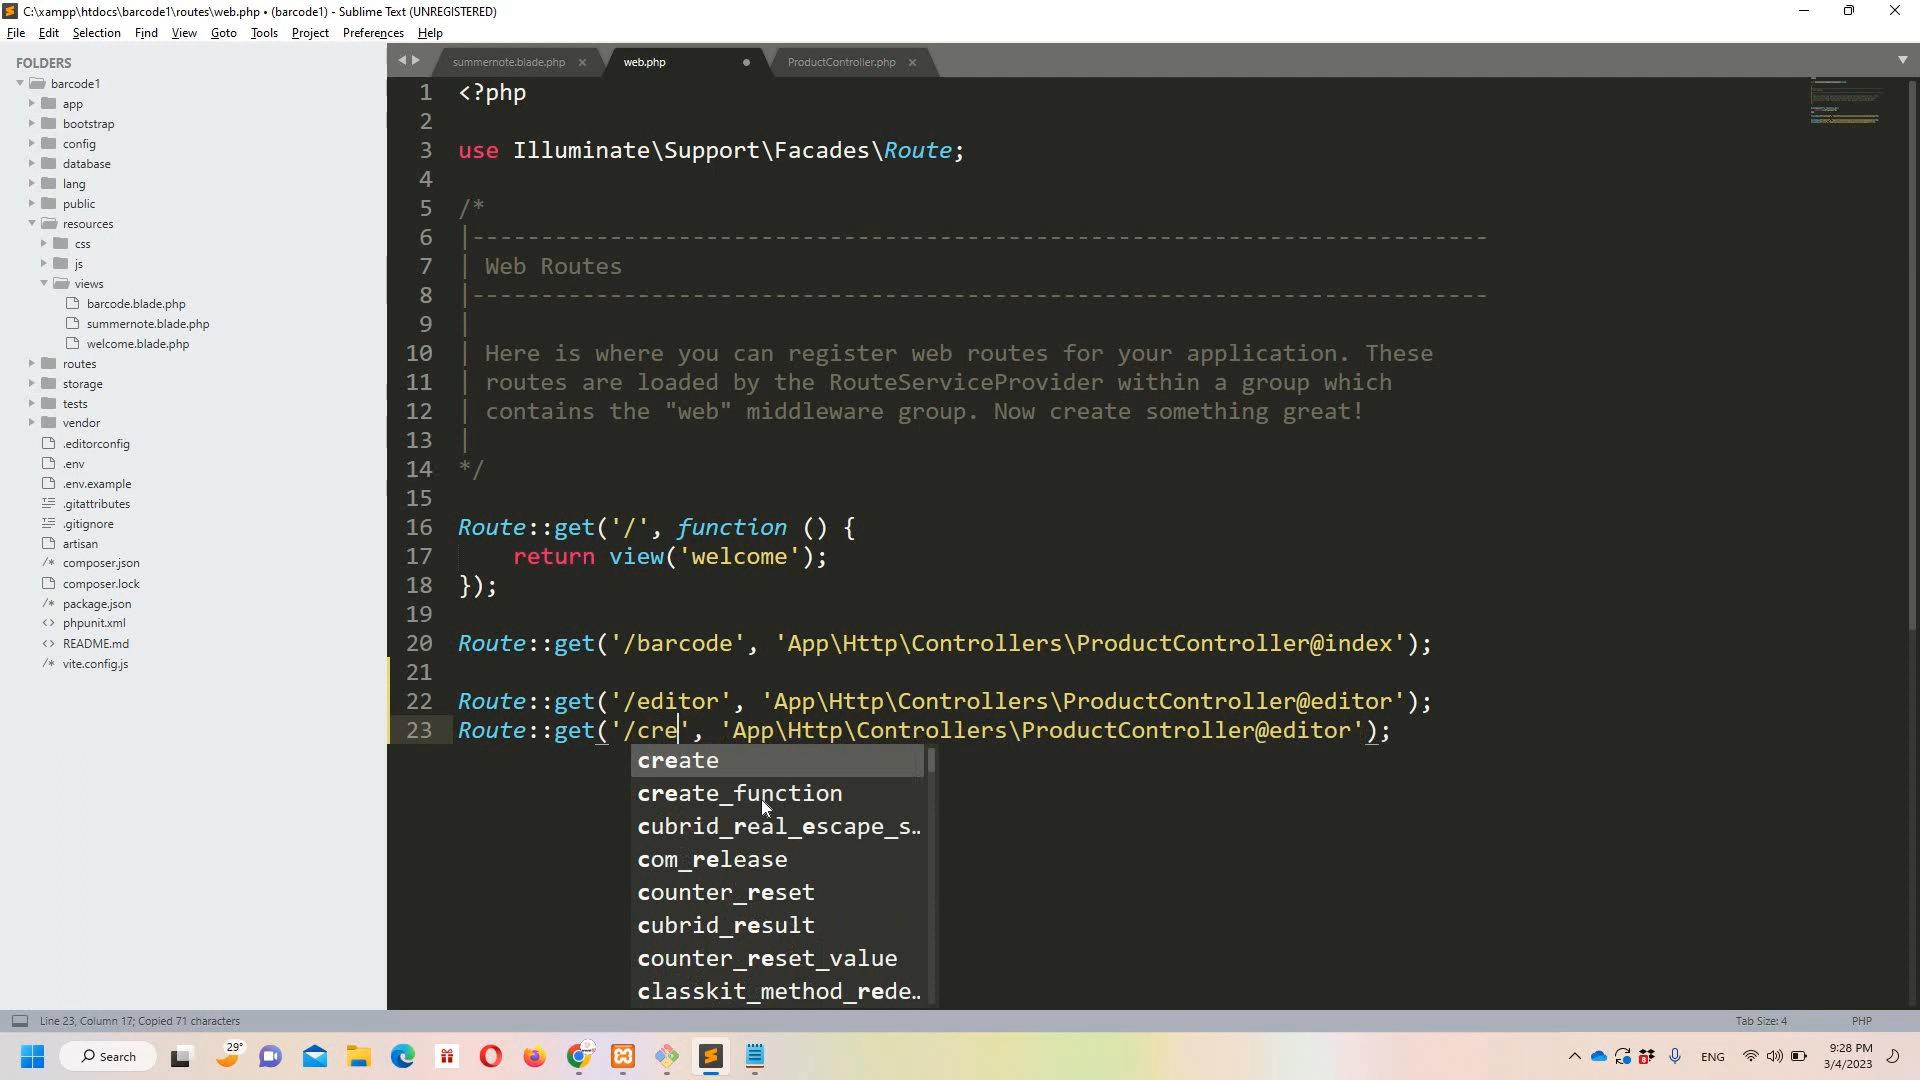 C:\xampp\htdocs\barcode1\routes\web.php • (barcode1) - Sublime Text (UNREGISTERED)
File Edit Selection Find View Goto Tools Project Preferences Help
FOLDERS
barcode1
app
bootstrap
config
database
lang
public
resources
css
js
views
barcode.blade.php
summernote.blade.php
welcome.blade.php
routes
storage
tests
vendor
.editorconfig
.env
.env.example
.gitattributes
.gitignore
artisan
/* composer.json
composer.lock
/* package.json
<> phpunit.xml
<> README.md
/* vite.config.js
summernote.blade.php × web.php • ProductController.php ×
1 <?php
2
3 use Illuminate\Support\Facades\Route;
4
5 /*
6 |--------------------------------------------------------------------------
7 | Web Routes
8 |--------------------------------------------------------------------------
9 |
10 | Here is where you can register web routes for your application. These
11 | routes are loaded by the RouteServiceProvider within a group which
12 | contains the "web" middleware group. Now create something great!
13 |
14 */
15
16 Route::get('/', function () {
17 return view('welcome');
18 });
19
20 Route::get('/barcode', 'App\Http\Controllers\ProductController@index');
21
22 Route::get('/editor', 'App\Http\Controllers\ProductController@editor');
23 Route::get('/cre', 'App\Http\Controllers\ProductController@editor');
create
create_function
cubrid_real_escape_s..
com_release
counter_reset
cubrid_result
counter_reset_value
classkit_method_rede..
Line 23, Column 17; Copied 71 characters
Tab Size: 4
PHP
Search
29°
ENG
9:28 PM
3/4/2023